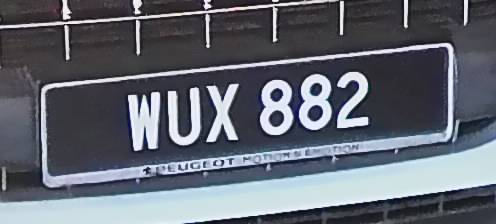 WUX 882
PEUGEOT MOTION & EMOTION